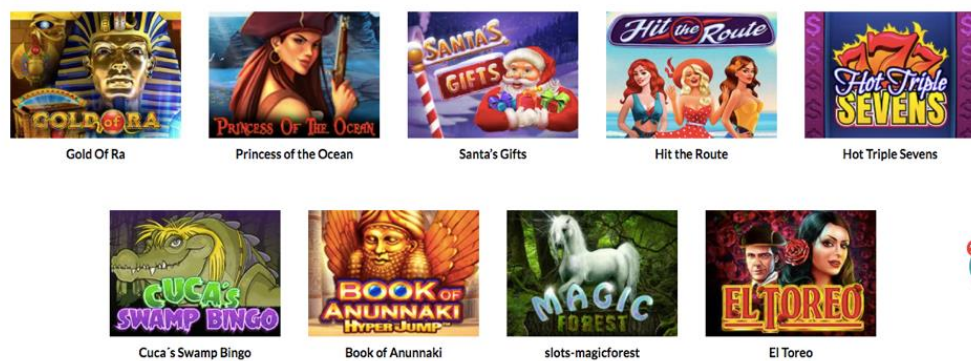 GOLD of RA
PRINCESS OF THE OCEAN
SANTA'S
GIFTS
Hit the Route
777
Hot Triple
SEVENS
Gold Of Ra
Princess of the Ocean
Santa's Gifts
Hit the Route
Hot Triple Sevens
CUCA's
SWAMP BINGO
BOOK OF
ANUNNAKI
HYPER JUMP™
MAGIC
FOREST
EL TOREO
Cuca´s Swamp Bingo
Book of Anunnaki
slots-magicforest
El Toreo